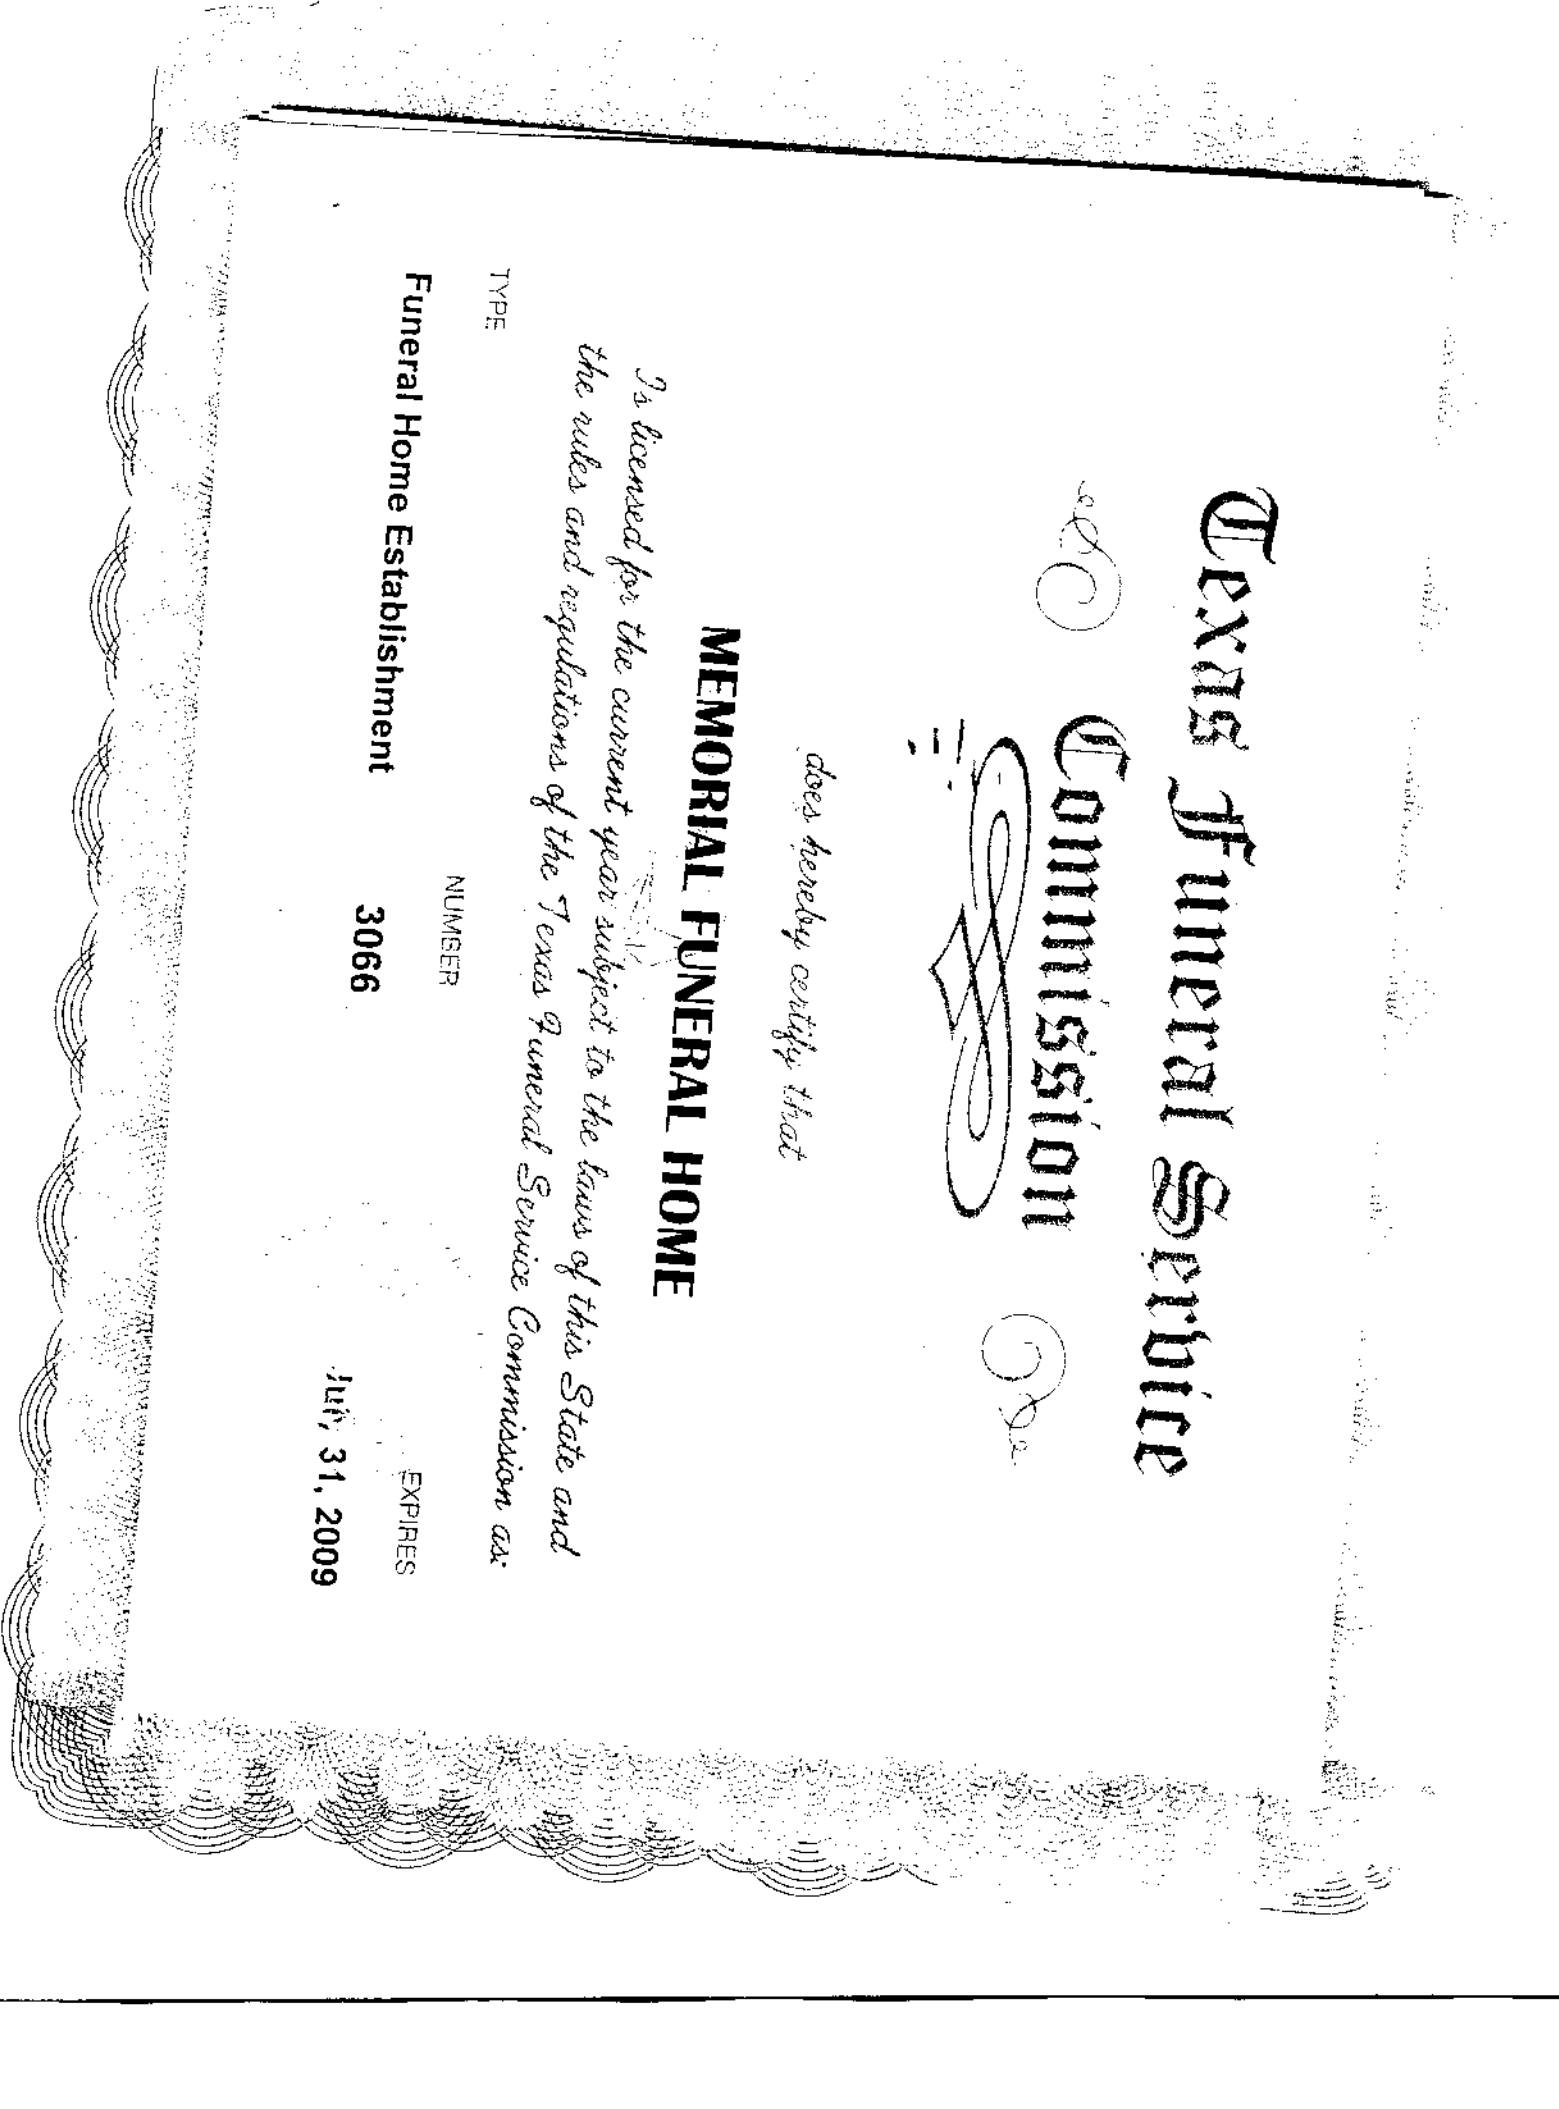 Texas Funeral Service
Commission
does hereby certify that
MEMORIAL FUNERAL HOME
Is licensed for the current year subject to the laws of this State and
the rules and regulations of the Texas Funeral Service Commission as:
TYPE NUMBER EXPIRES
Funeral Home Establishment 3066 July 31, 2009